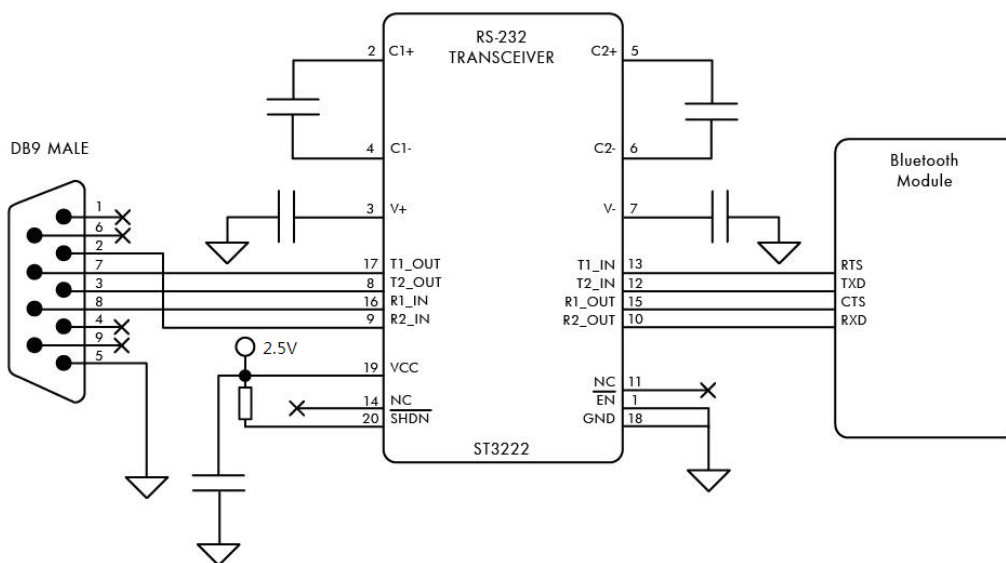 RS-232
TRANSCEIVER
2 C1+
C2+ 5
4 C1-
C2- 6
DB9 MALE
Bluetooth
Module
1
6
2
7
3
8
4
9
5
3 V+
V- 7
17 T1_OUT
T1_IN 13
RTS
8 T2_OUT
T2_IN 12
TXD
16 R1_IN
R1_OUT 15
CTS
9 R2_IN
R2_OUT 10
RXD
2.5V
19 VCC
14 NC
NC 11
20 SHDN
EN 1
GND 18
ST3222